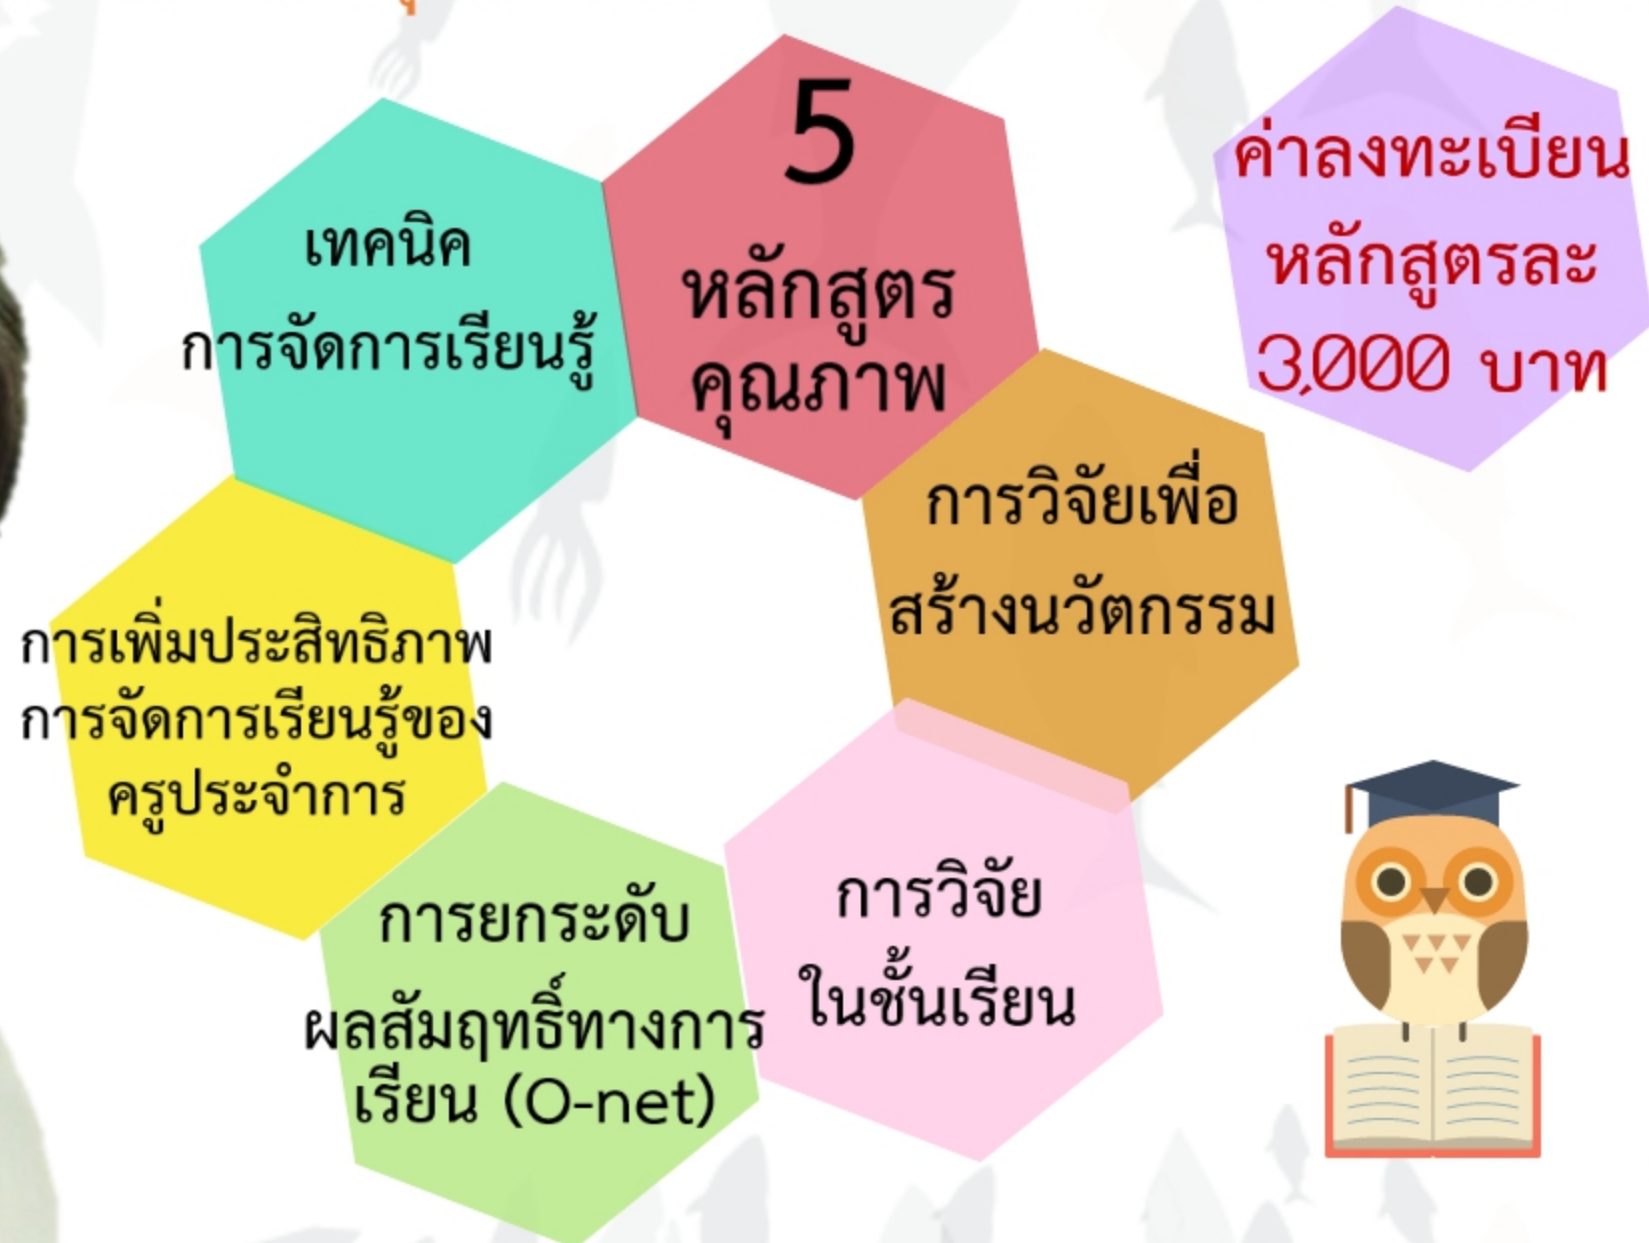 5
หลักสูตร
คุณภาพ
ค่าลงทะเบียน
หลักสูตรละ
3,000 บาท
เทคนิค
การจัดการเรียนรู้
การวิจัยเพื่อ
สร้างนวัตกรรม
การเพิ่มประสิทธิภาพ
การจัดการเรียนรู้ของ
ครูประจำการ
การวิจัย
ในชั้นเรียน
การยกระดับ
ผลสัมฤทธิ์ทางการ
เรียน (O-net)